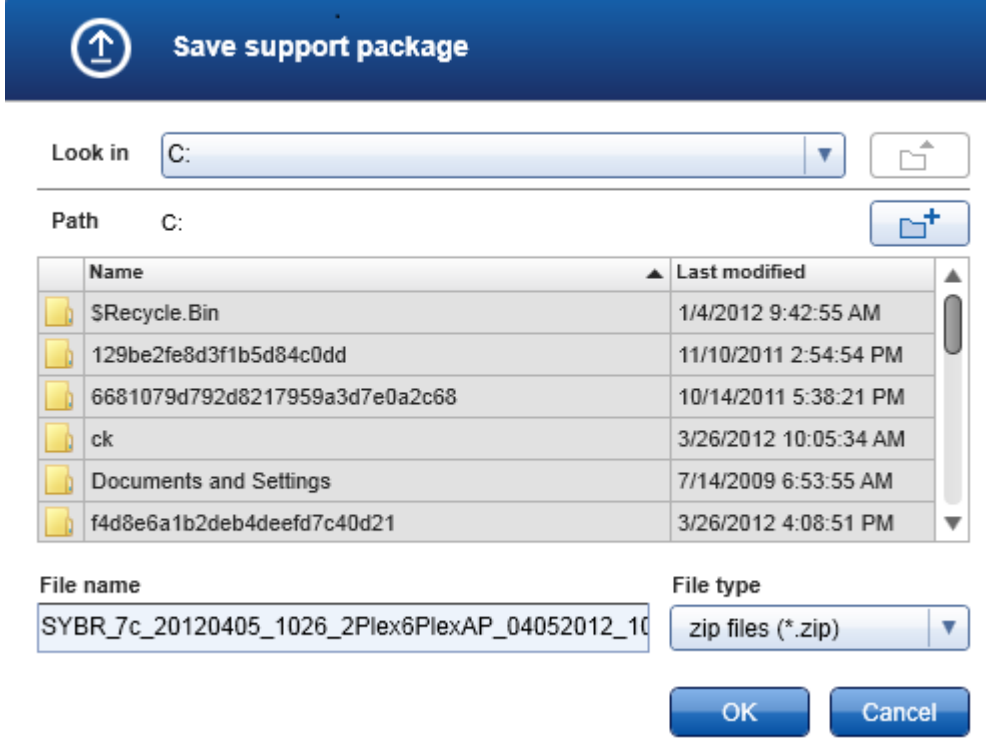 Save support package
Look in C:
Path C:
Name Last modified
$Recycle.Bin 1/4/2012 9:42:55 AM
129be2fe8d3f1b5d84c0dd 11/10/2011 2:54:54 PM
6681079d792d8217959a3d7e0a2c68 10/14/2011 5:38:21 PM
ck 3/26/2012 10:05:34 AM
Documents and Settings 7/14/2009 6:53:55 AM
f4d8e6a1b2deb4deefd7c40d21 3/26/2012 4:08:51 PM
File name File type
SYBR_7c_20120405_1026_2Plex6PlexAP_04052012_10 zip files (*.zip)
OK Cancel